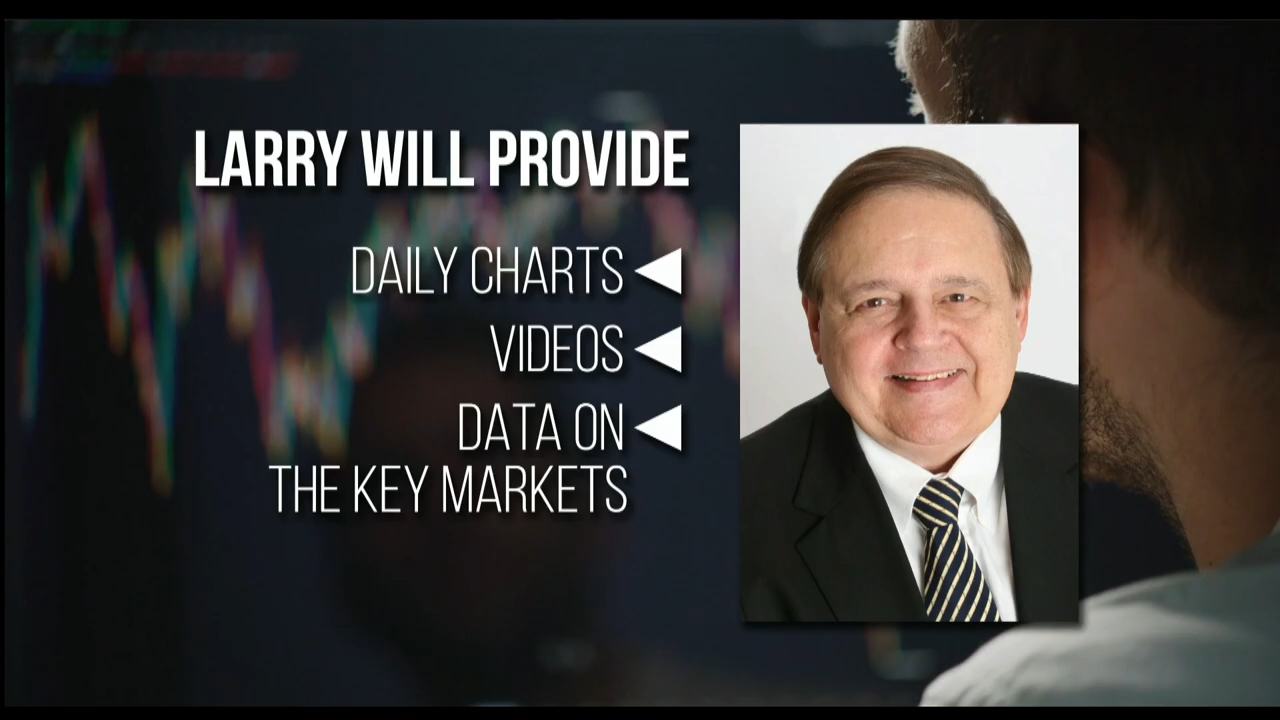 LARRY WILL PROVIDE
DAILY CHARTS
VIDEOS
DATA ON
THE KEY MARKETS